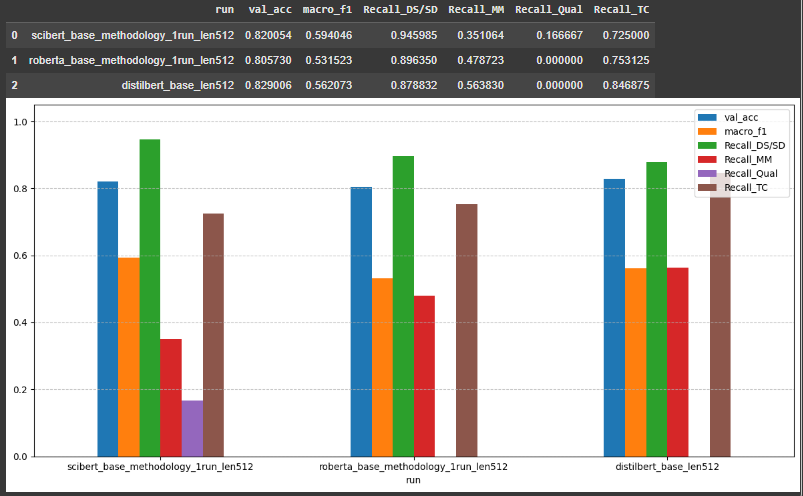 run val_acc macro_f1 Recall_DS/SD Recall_MM Recall_Qual Recall_TC
0 scibert_base_methodology_1run_len512 0.820054 0.594046 0.945985 0.351064 0.166667 0.725000
1 roberta_base_methodology_1run_len512 0.805730 0.531523 0.896350 0.478723 0.000000 0.753125
2 distilbert_base_len512 0.829006 0.562073 0.878832 0.563830 0.000000 0.846875
1.0
0.8
0.6
0.4
0.2
0.0
val_acc
macro_f1
Recall_DS/SD
Recall_MM
Recall_Qual
Recall_TC
scibert_base_methodology_1run_len512 roberta_base_methodology_1run_len512 distilbert_base_len512
run